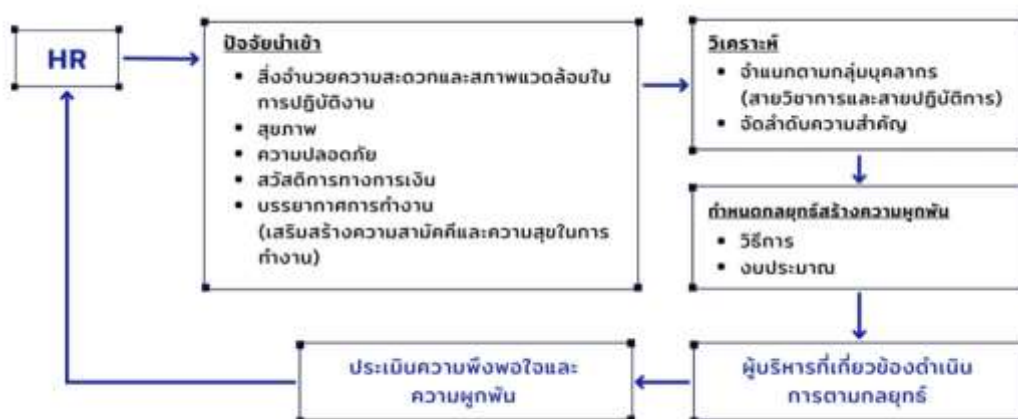 HR
ปัจจัยนำเข้า
▪ สิ่งอำนวยความสะดวกและสภาพแวดล้อมใน
การปฏิบัติงาน
▪ สุขภาพ
▪ ความปลอดภัย
▪ สวัสดิการทางการเงิน
▪ บรรยากาศการทำงาน
(เสริมสร้างความสามัคคีและความสุขในการ
ทำงาน)
วิเคราะห์
▪ จำแนกตามกลุ่มบุคลากร
(สายวิชาการและสายปฏิบัติการ)
▪ จัดลำดับความสำคัญ
กำหนดกลยุทธ์สร้างความผูกพัน
▪ วิธีการ
▪ งบประมาณ
ผู้บริหารที่เกี่ยวข้องดำเนิน
การตามกลยุทธ์
ประเมินความพึงพอใจและ
ความผูกพัน